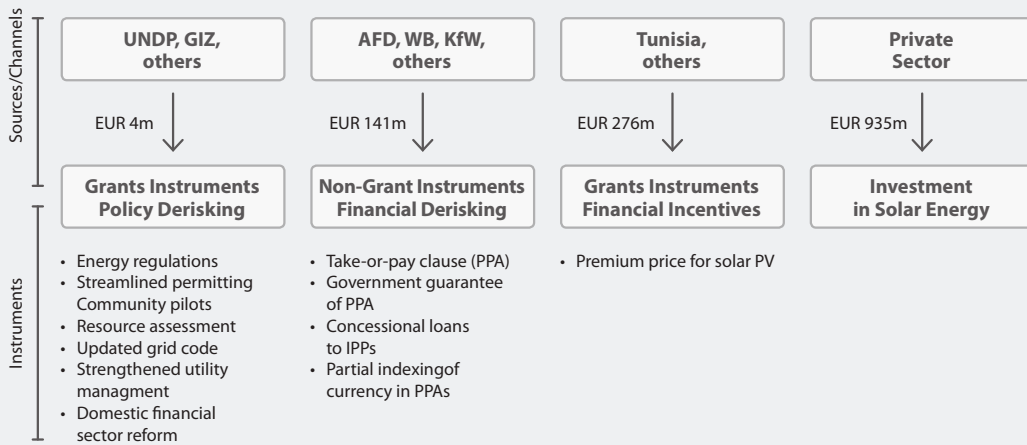 Sources/Channels
UNDP, GIZ,
others
AFD, WB, KfW,
others
Tunisia,
others
Private
Sector
EUR 4m
EUR 141m
EUR 276m
EUR 935m
Instruments
Grants Instruments
Policy Derisking
Non-Grant Instruments
Financial Derisking
Grants Instruments
Financial Incentives
Investment
in Solar Energy
• Energy regulations
• Streamlined permitting
Community pilots
• Resource assessment
• Updated grid code
• Strengthened utility
managment
• Domestic financial
sector reform
• Take-or-pay clause (PPA)
• Government guarantee
of PPA
• Concessional loans
to IPPs
• Partial indexingof
currency in PPAs
• Premium price for solar PV